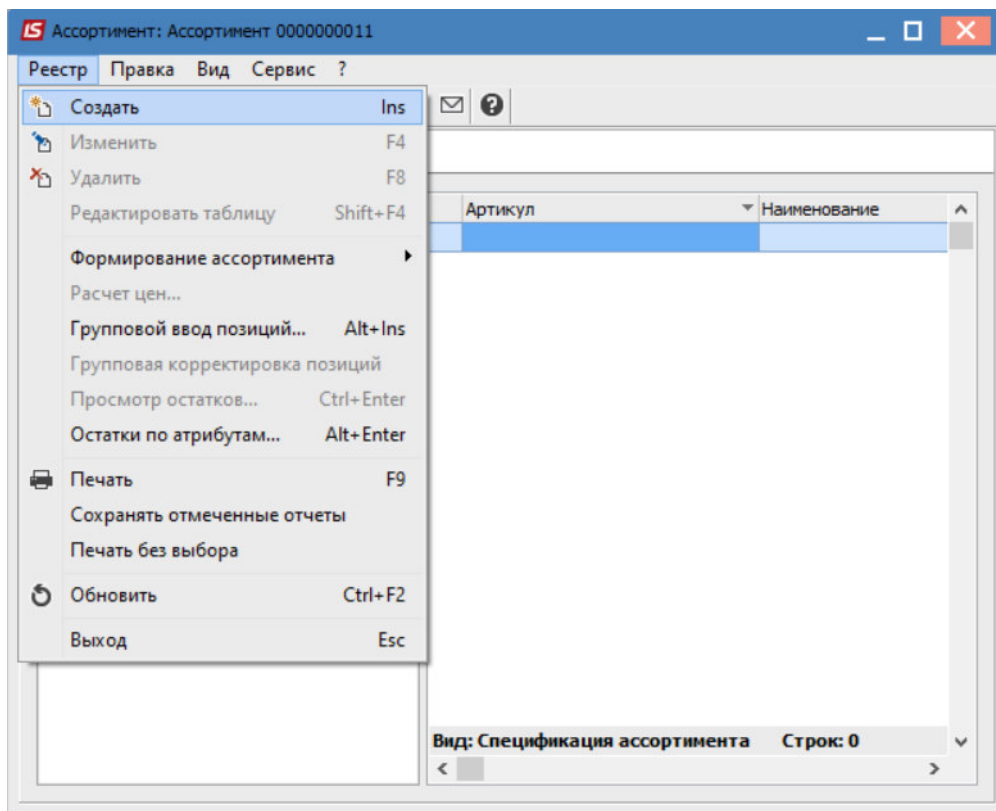 Ассортимент: Ассортимент 0000000011
Реестр Правка Вид Сервис ?
Создать Ins
Изменить F4
Удалить F8
Редактировать таблицу Shift+F4
Артикул Наименование
Формирование ассортимента
Расчет цен...
Групповой ввод позиций... Alt+Ins
Групповая корректировка позиций
Просмотр остатков... Ctrl+Enter
Остатки по атрибутам... Alt+Enter
Печать F9
Сохранять отмеченные отчеты
Печать без выбора
Обновить Ctrl+F2
Выход Esc
Вид: Спецификация ассортимента Строк: 0